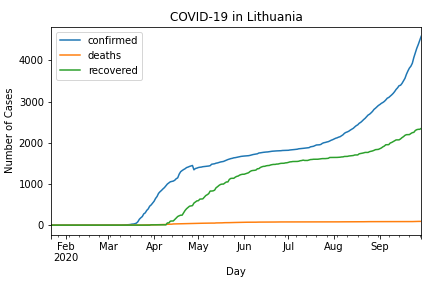 COVID-19 in Lithuania
confirmed
deaths
recovered
Number of Cases
4000
3000
2000
1000
0
Feb
2020
Mar
Apr
May
Jun
Jul
Aug
Sep
Day